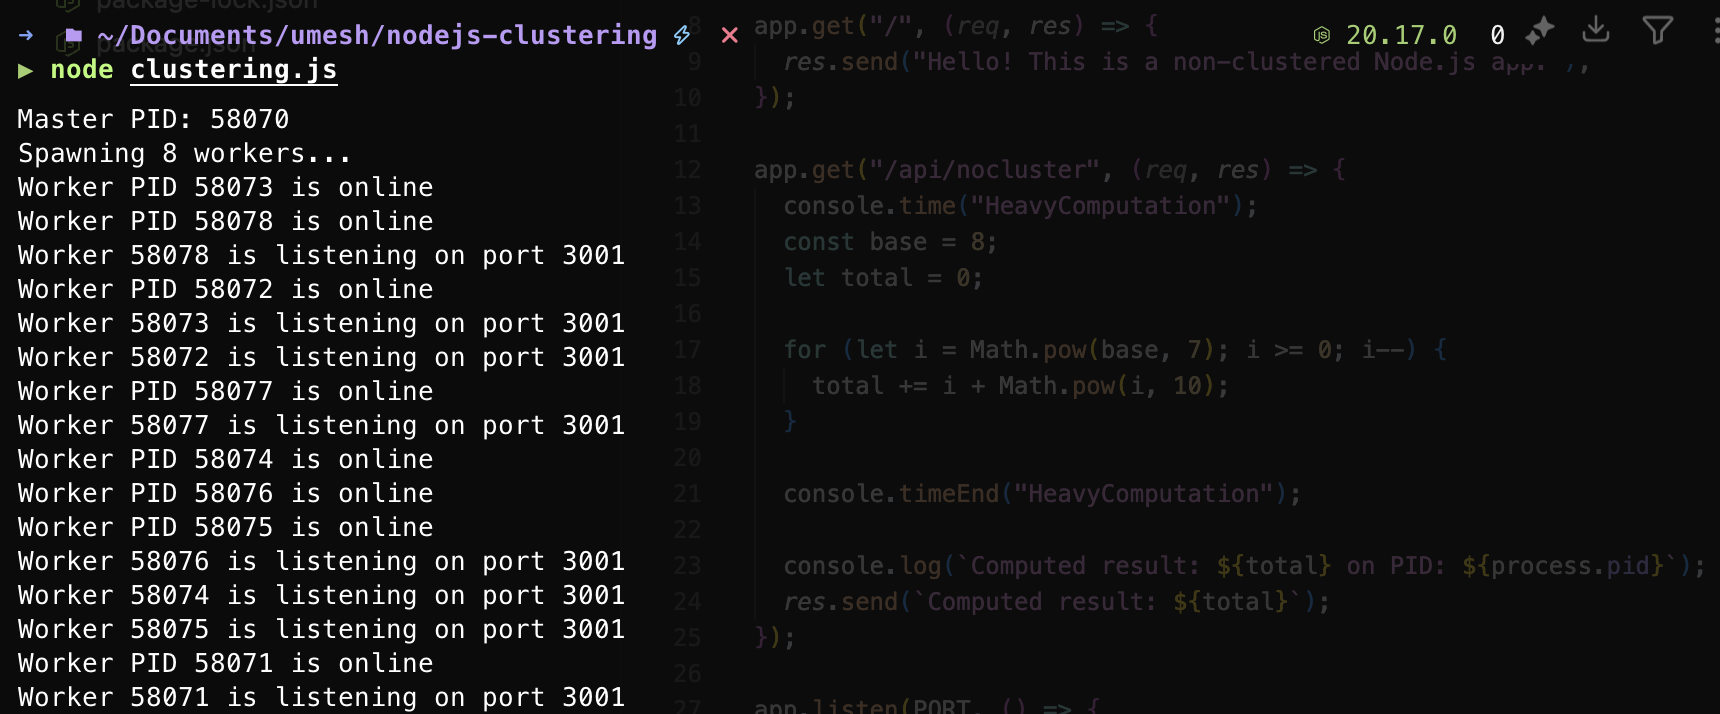 package-lock.json
→ ~/Documents/umesh/nodejs-clustering ⚡ ✕ 20.17.0 0
package.json
▶ node clustering.js
Master PID: 58070
Spawning 8 workers...
Worker PID 58073 is online
Worker PID 58078 is online
Worker 58078 is listening on port 3001
Worker PID 58072 is online
Worker 58073 is listening on port 3001
Worker 58072 is listening on port 3001
Worker PID 58077 is online
Worker 58077 is listening on port 3001
Worker PID 58074 is online
Worker PID 58076 is online
Worker PID 58075 is online
Worker 58076 is listening on port 3001
Worker 58074 is listening on port 3001
Worker 58075 is listening on port 3001
Worker PID 58071 is online
Worker 58071 is listening on port 3001
8 app.get("/", (req, res) => {
9 res.send("Hello! This is a non-clustered Node.js app.");
10 });
11
12 app.get("/api/nocluster", (req, res) => {
13 console.time("HeavyComputation");
14 const base = 8;
15 let total = 0;
16
17 for (let i = Math.pow(base, 7); i >= 0; i--) {
18 total += i + Math.pow(i, 10);
19 }
20
21 console.timeEnd("HeavyComputation");
22
23 console.log(`Computed result: ${total} on PID: ${process.pid}`);
24 res.send(`Computed result: ${total}`);
25 });
26
27 app.listen(PORT, () => {